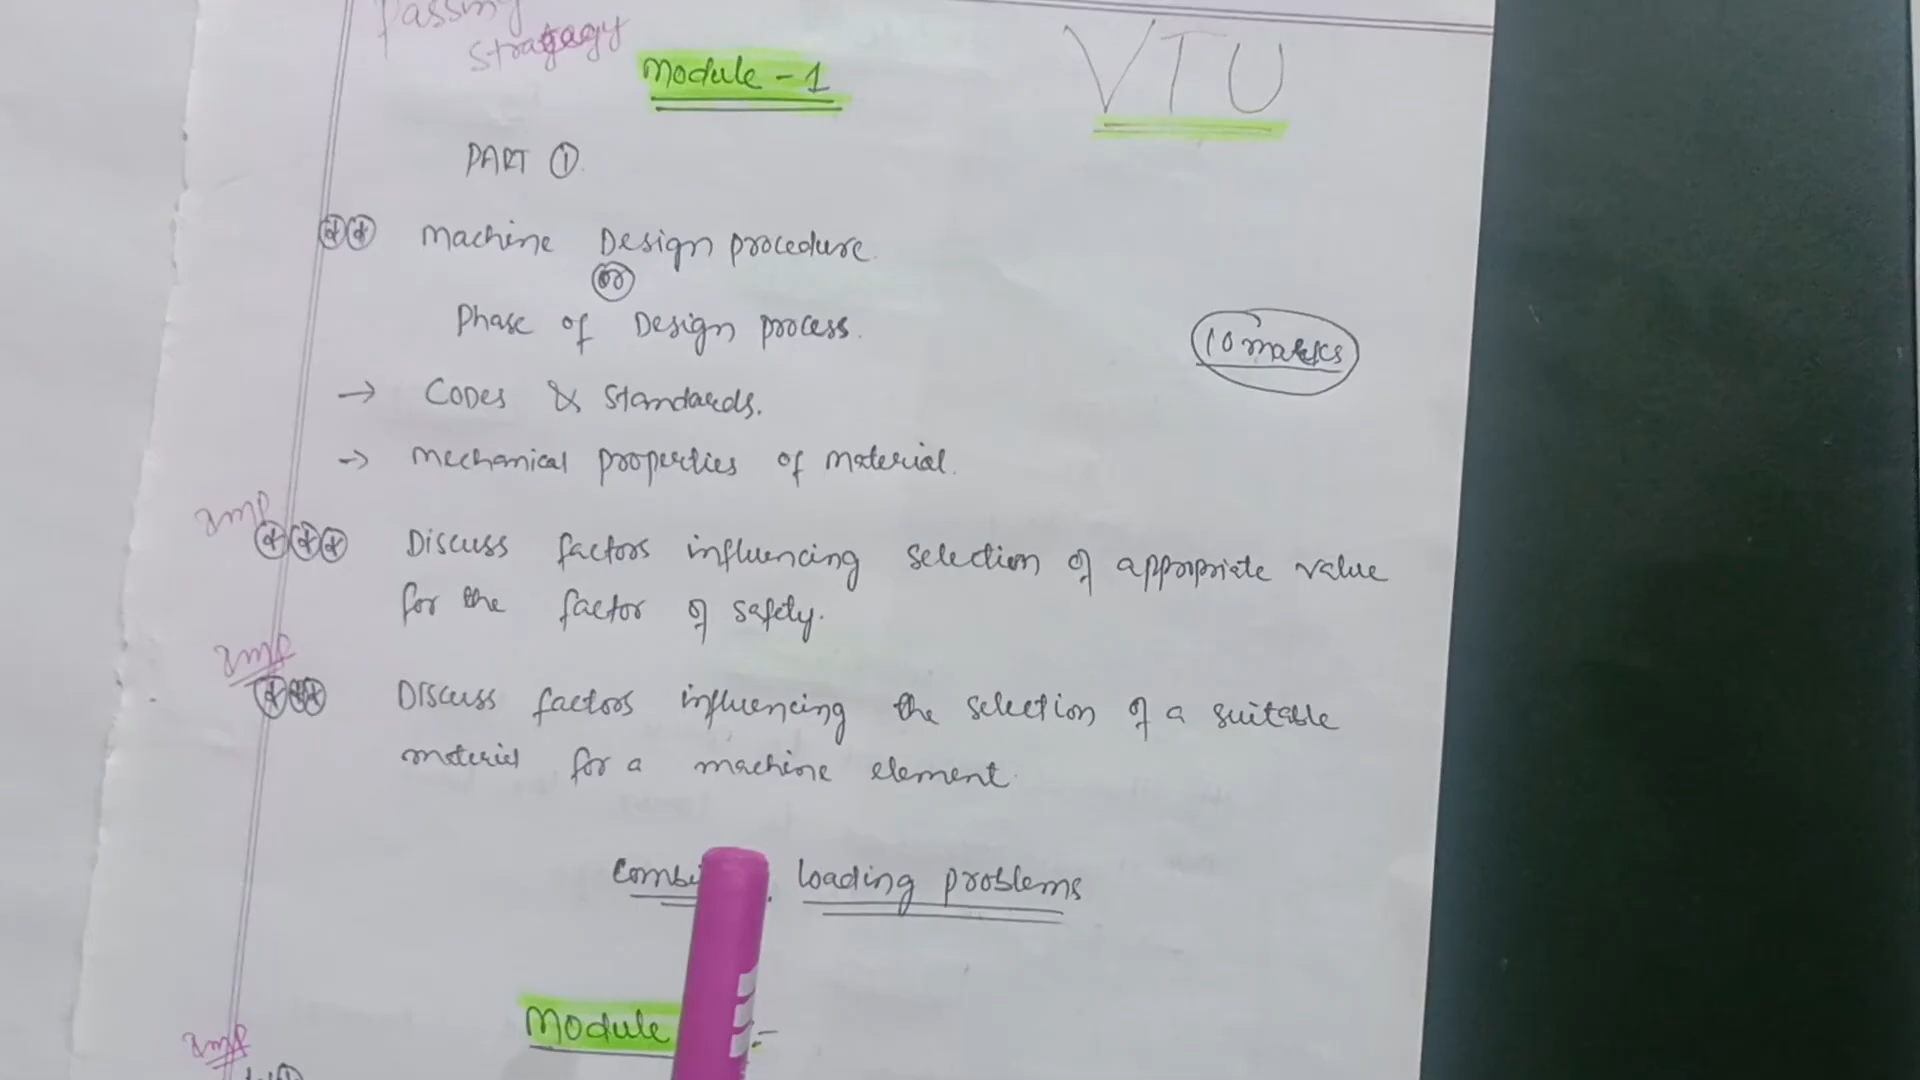 Passing
strategy
Module - 1
VTU
PART ①
Machine Design procedure.
or
Phase of Design process.
10 marks
→ Codes & Standards.
→ Mechanical properties of material.
Imp
Discuss factors influencing selection of appropriate value
for the factor of safety.
Imp
Discuss factors influencing the selection of a suitable
material for a machine element.
loading problems
Module
Imp